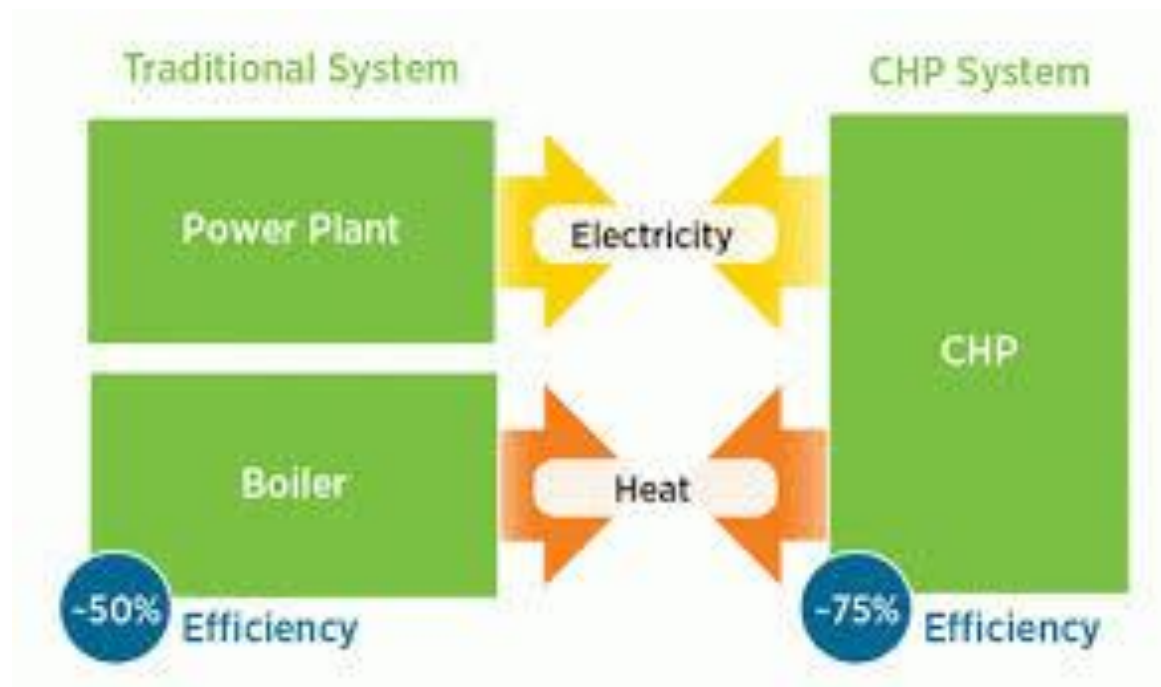 Traditional System
CHP System
Power Plant
Electricity
CHP
Boiler
Heat
~50%
Efficiency
~75%
Efficiency